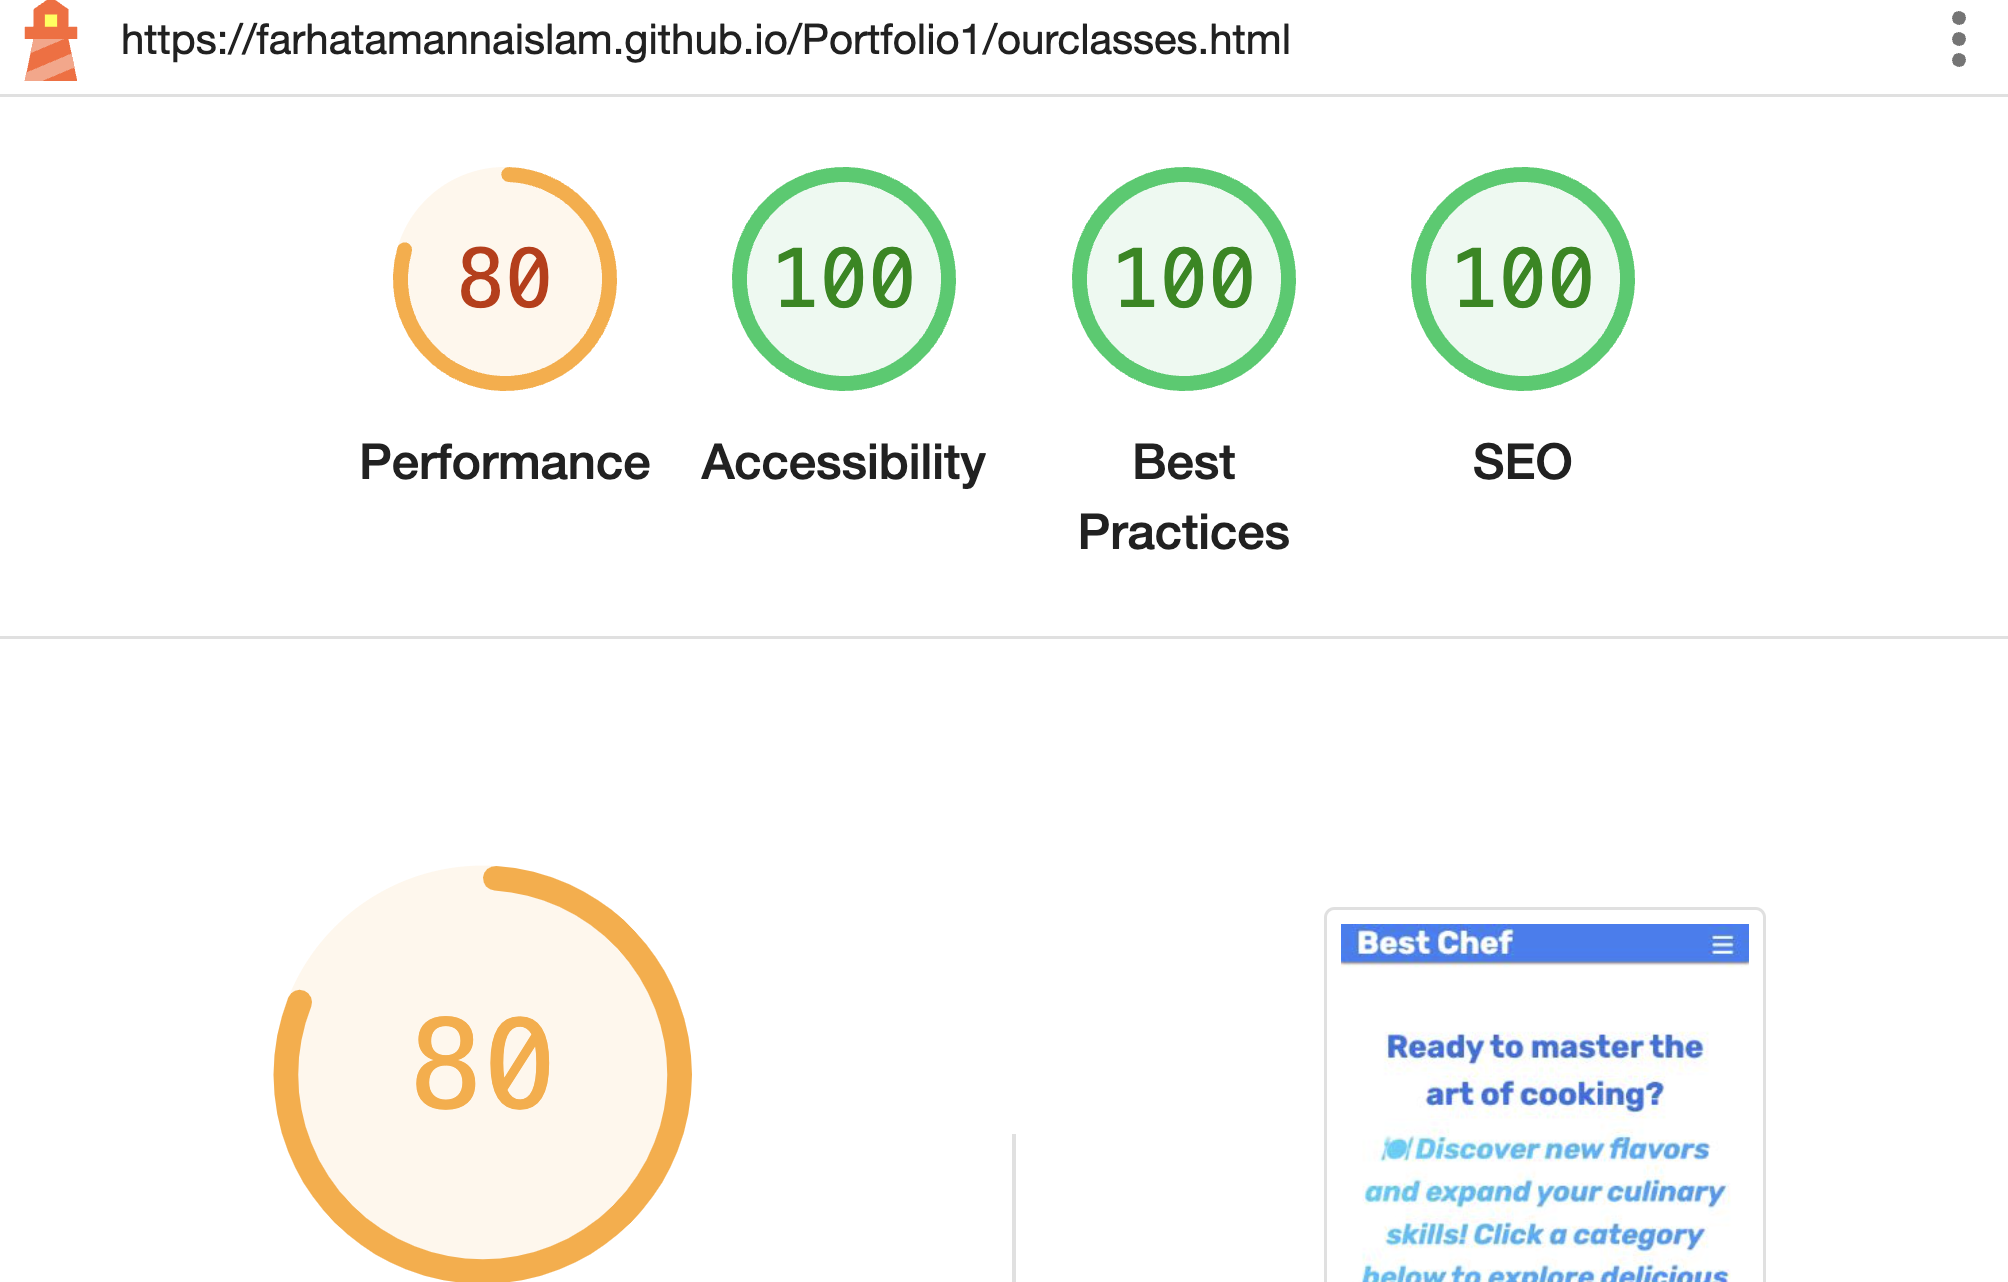 https://farhatamannaislam.github.io/Portfolio1/ourclasses.html
80 100 100 100
Performance Accessibility Best Practices SEO
80
Best Chef
Ready to master the
art of cooking?
🍽️Discover new flavors
and expand your culinary
skills! Click a category
below to explore delicious